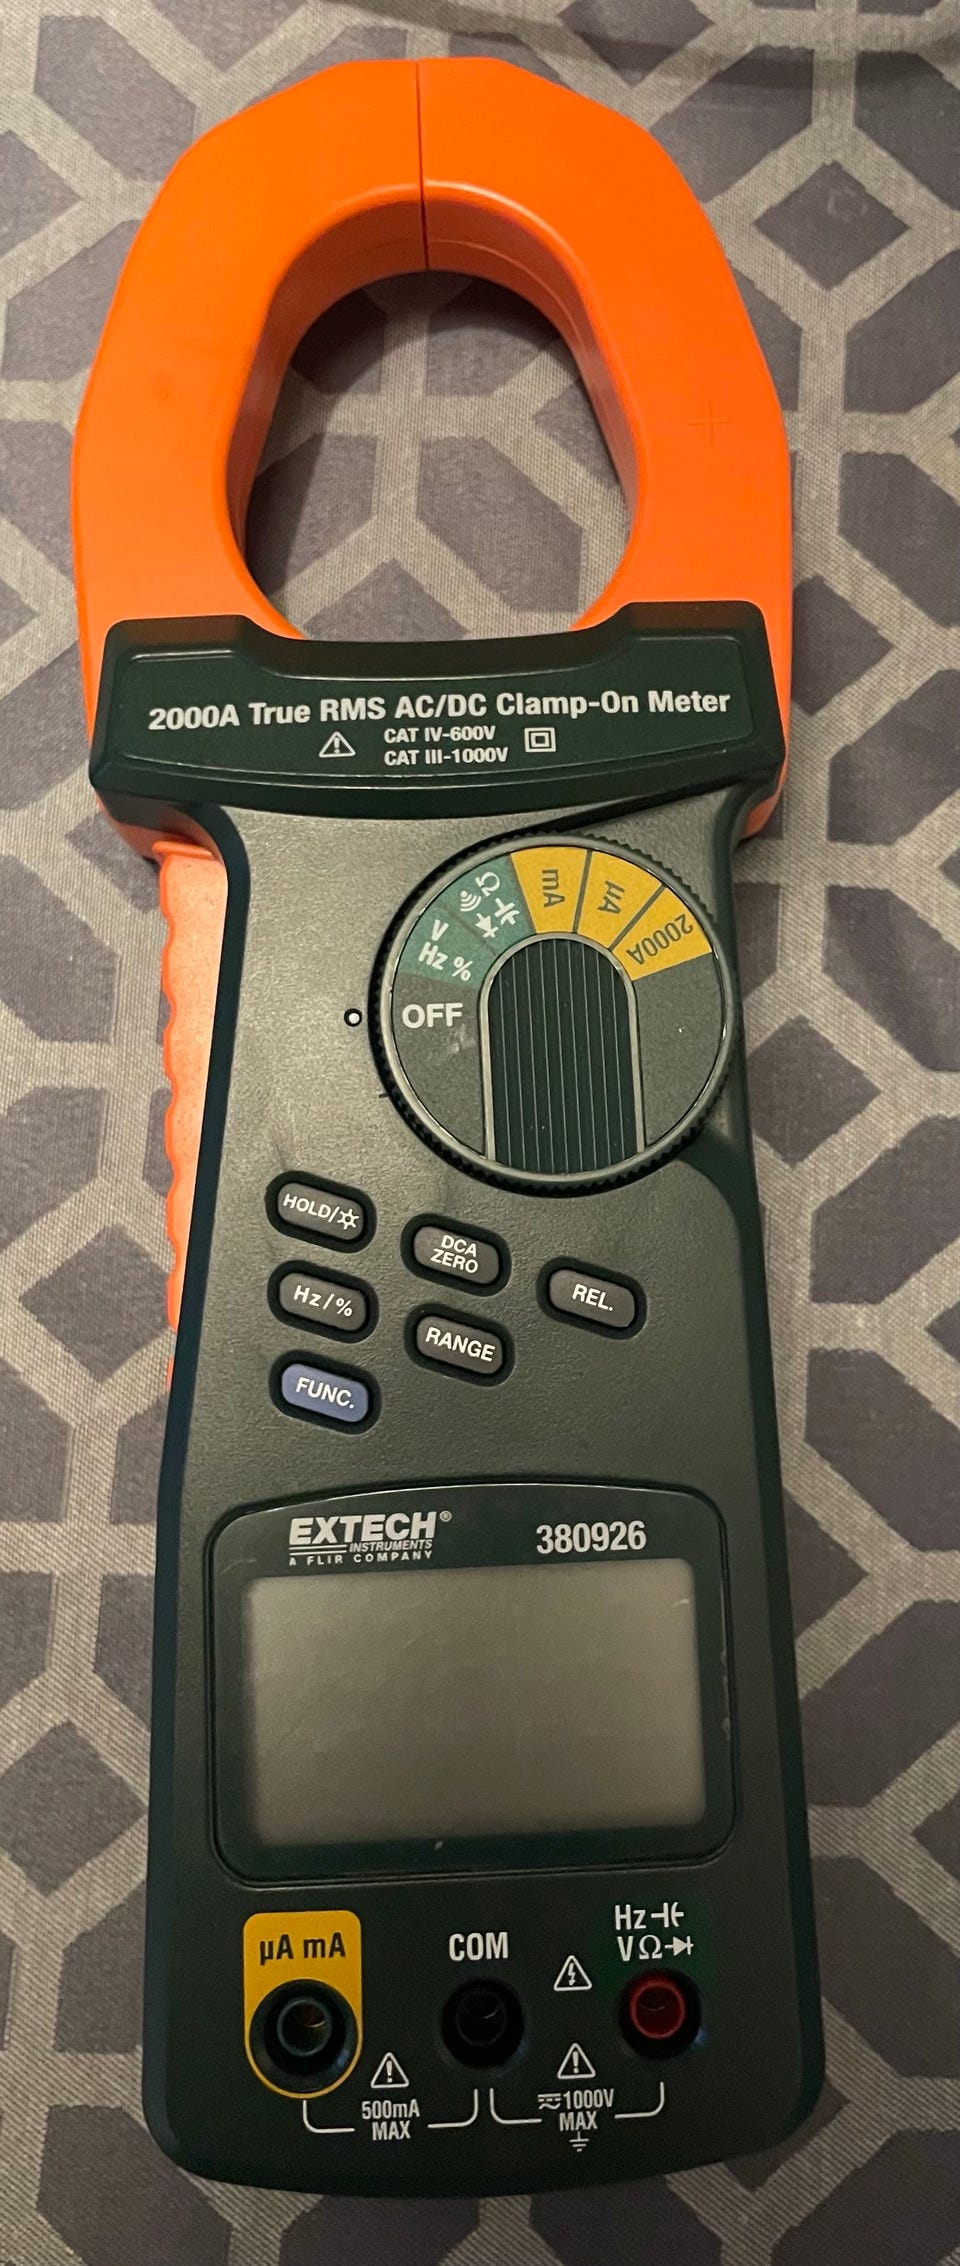 2000A True RMS AC/DC Clamp-On Meter
CAT IV-600V
CAT III-1000V
Ω
mA
µA
2000A
V
Hz %
OFF
HOLD/
DCA
ZERO
Hz / %
REL.
RANGE
FUNC.
EXTECH®
INSTRUMENTS
A FLIR COMPANY
380926
µA mA
COM
Hz
V Ω
500mA
MAX
1000V
MAX